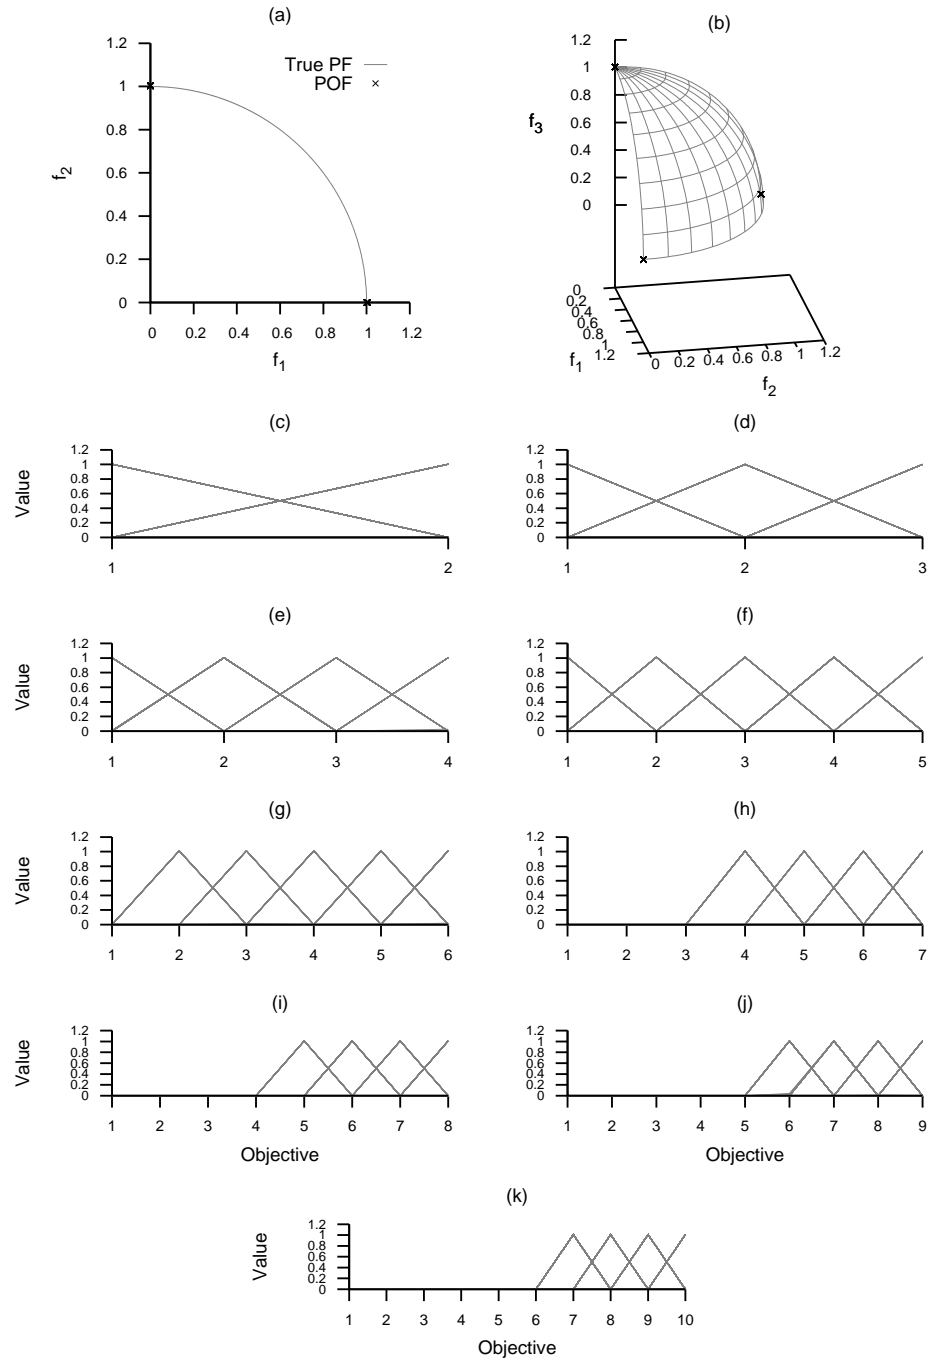 (a)
1.2
1
0.8
0.6
0.4
0.2
0
f2
True PF
POF
0 0.2 0.4 0.6 0.8 1 1.2
f1
(b)
1.2
1
0.8
0.6
0.4
0.2
0
f3
0
0.2
0.4
0.6
0.8
1
1.2
f1
0 0.2 0.4 0.6 0.8 1 1.2
f2
(c)
Value
1.2
1
0.8
0.6
0.4
0.2
0
1 2
(d)
1.2
1
0.8
0.6
0.4
0.2
0
1 2 3
(e)
Value
1.2
1
0.8
0.6
0.4
0.2
0
1 2 3 4
(f)
1.2
1
0.8
0.6
0.4
0.2
0
1 2 3 4 5
(g)
Value
1.2
1
0.8
0.6
0.4
0.2
0
1 2 3 4 5 6
(h)
1.2
1
0.8
0.6
0.4
0.2
0
1 2 3 4 5 6 7
(i)
Value
1.2
1
0.8
0.6
0.4
0.2
0
1 2 3 4 5 6 7 8
Objective
(j)
1.2
1
0.8
0.6
0.4
0.2
0
1 2 3 4 5 6 7 8 9
Objective
(k)
Value
1.2
1
0.8
0.6
0.4
0.2
0
1 2 3 4 5 6 7 8 9 10
Objective